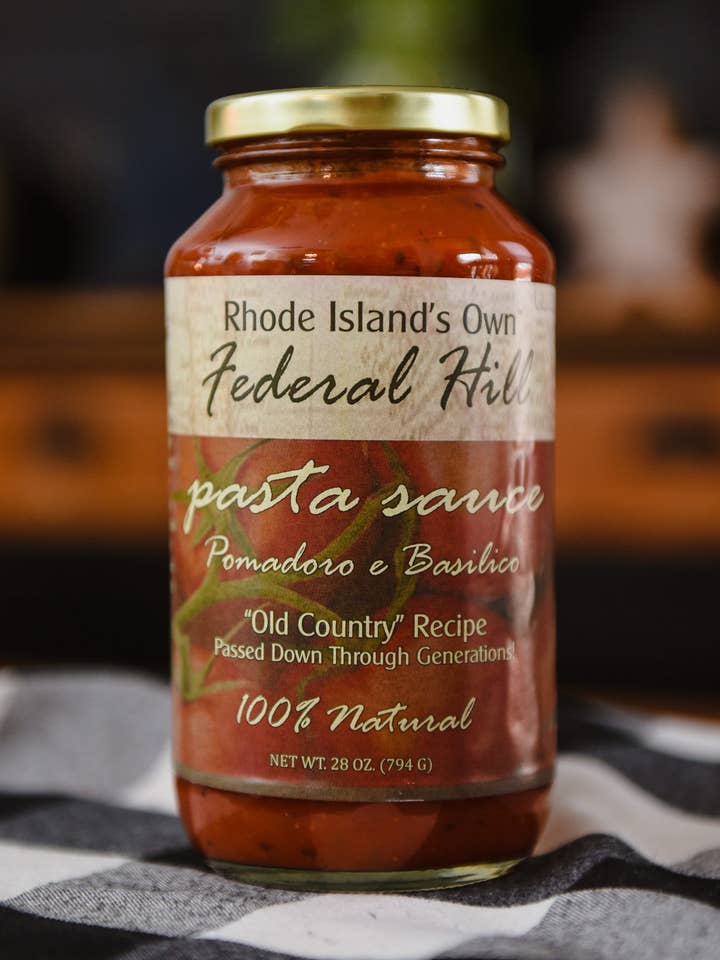 Rhode Island's Own
Federal Hill
pasta sauce
Pomadoro e Basilico
"Old Country" Recipe
Passed Down Through Generations!
100% Natural
NET WT. 28 OZ. (794 G)